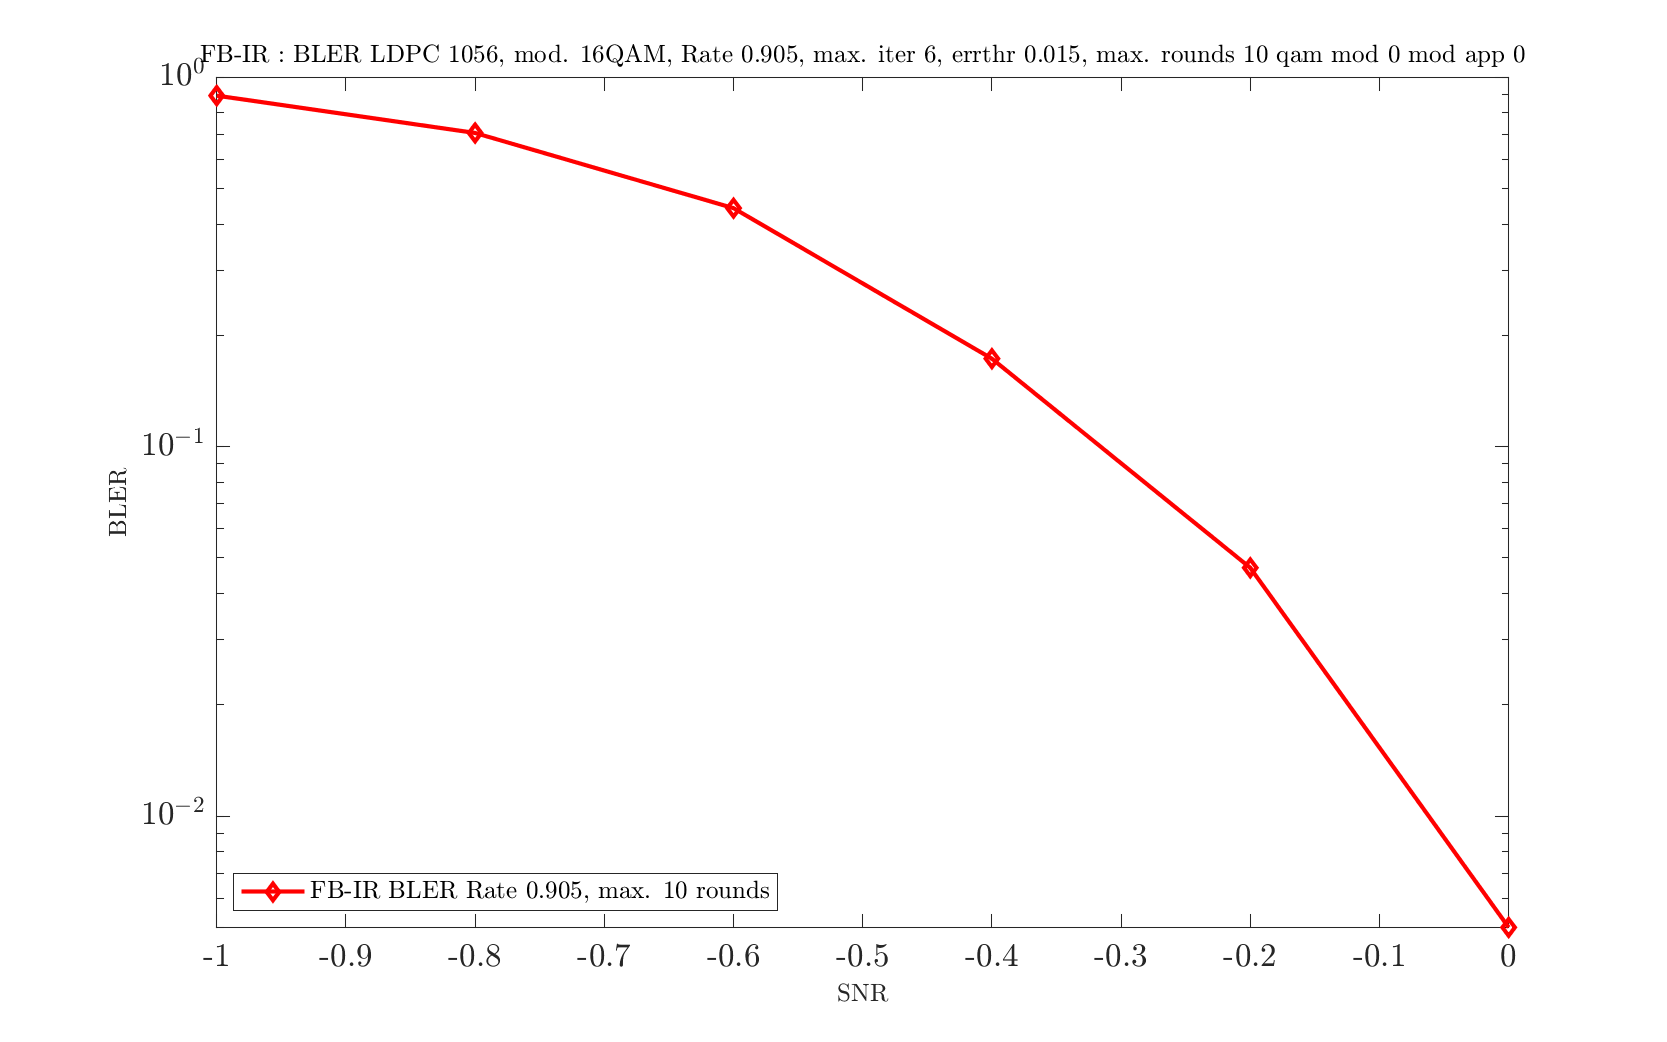 FB-IR : BLER LDPC 1056, mod. 16QAM, Rate 0.905, max. iter 6, errthr 0.015, max. rounds 10 qam mod 0 mod app 0
10^0
10^{-1}
BLER
10^{-2}
FB-IR BLER Rate 0.905, max. 10 rounds
-1 -0.9 -0.8 -0.7 -0.6 -0.5 -0.4 -0.3 -0.2 -0.1 0
SNR